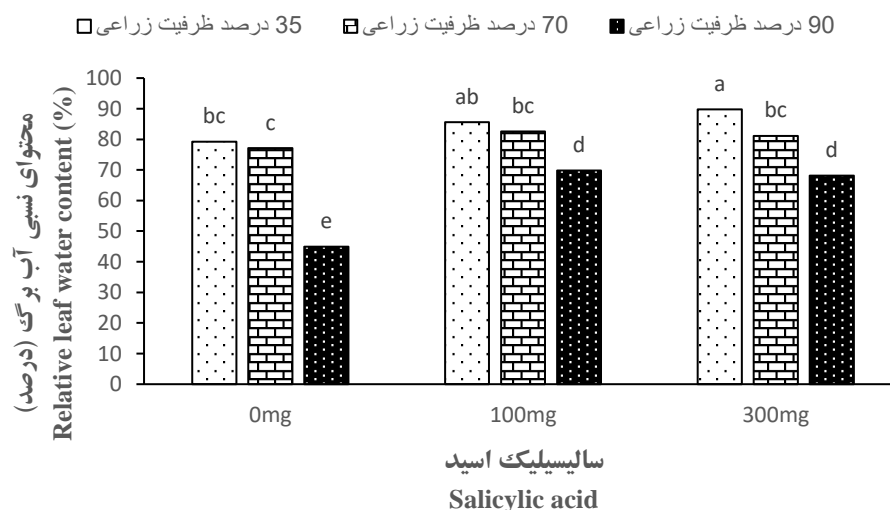 35 درصد ظرفیت زراعی
70 درصد ظرفیت زراعی
90 درصد ظرفیت زراعی
محتوای نسبی آب برگ (درصد)
Relative leaf water content (%)
100
90
80
70
60
50
40
30
20
10
0
bc
c
e
ab
bc
d
a
bc
d
0mg
100mg
300mg
سالیسیلیک اسید
Salicylic acid